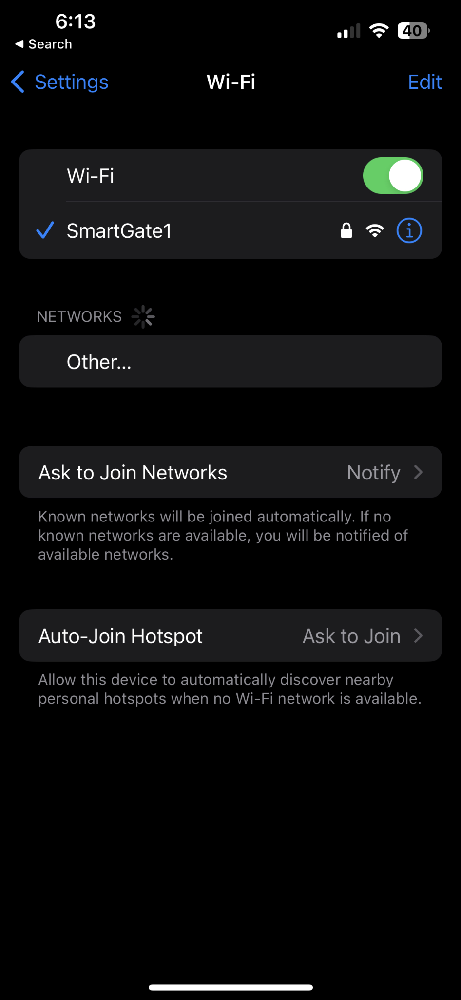 6:13
40
Search
Settings
Wi-Fi
Edit
Wi-Fi
SmartGate1
NETWORKS
Other...
Ask to Join Networks
Notify
Known networks will be joined automatically. If no
known networks are available, you will be notified of
available networks.
Auto-Join Hotspot
Ask to Join
Allow this device to automatically discover nearby
personal hotspots when no Wi-Fi network is available.